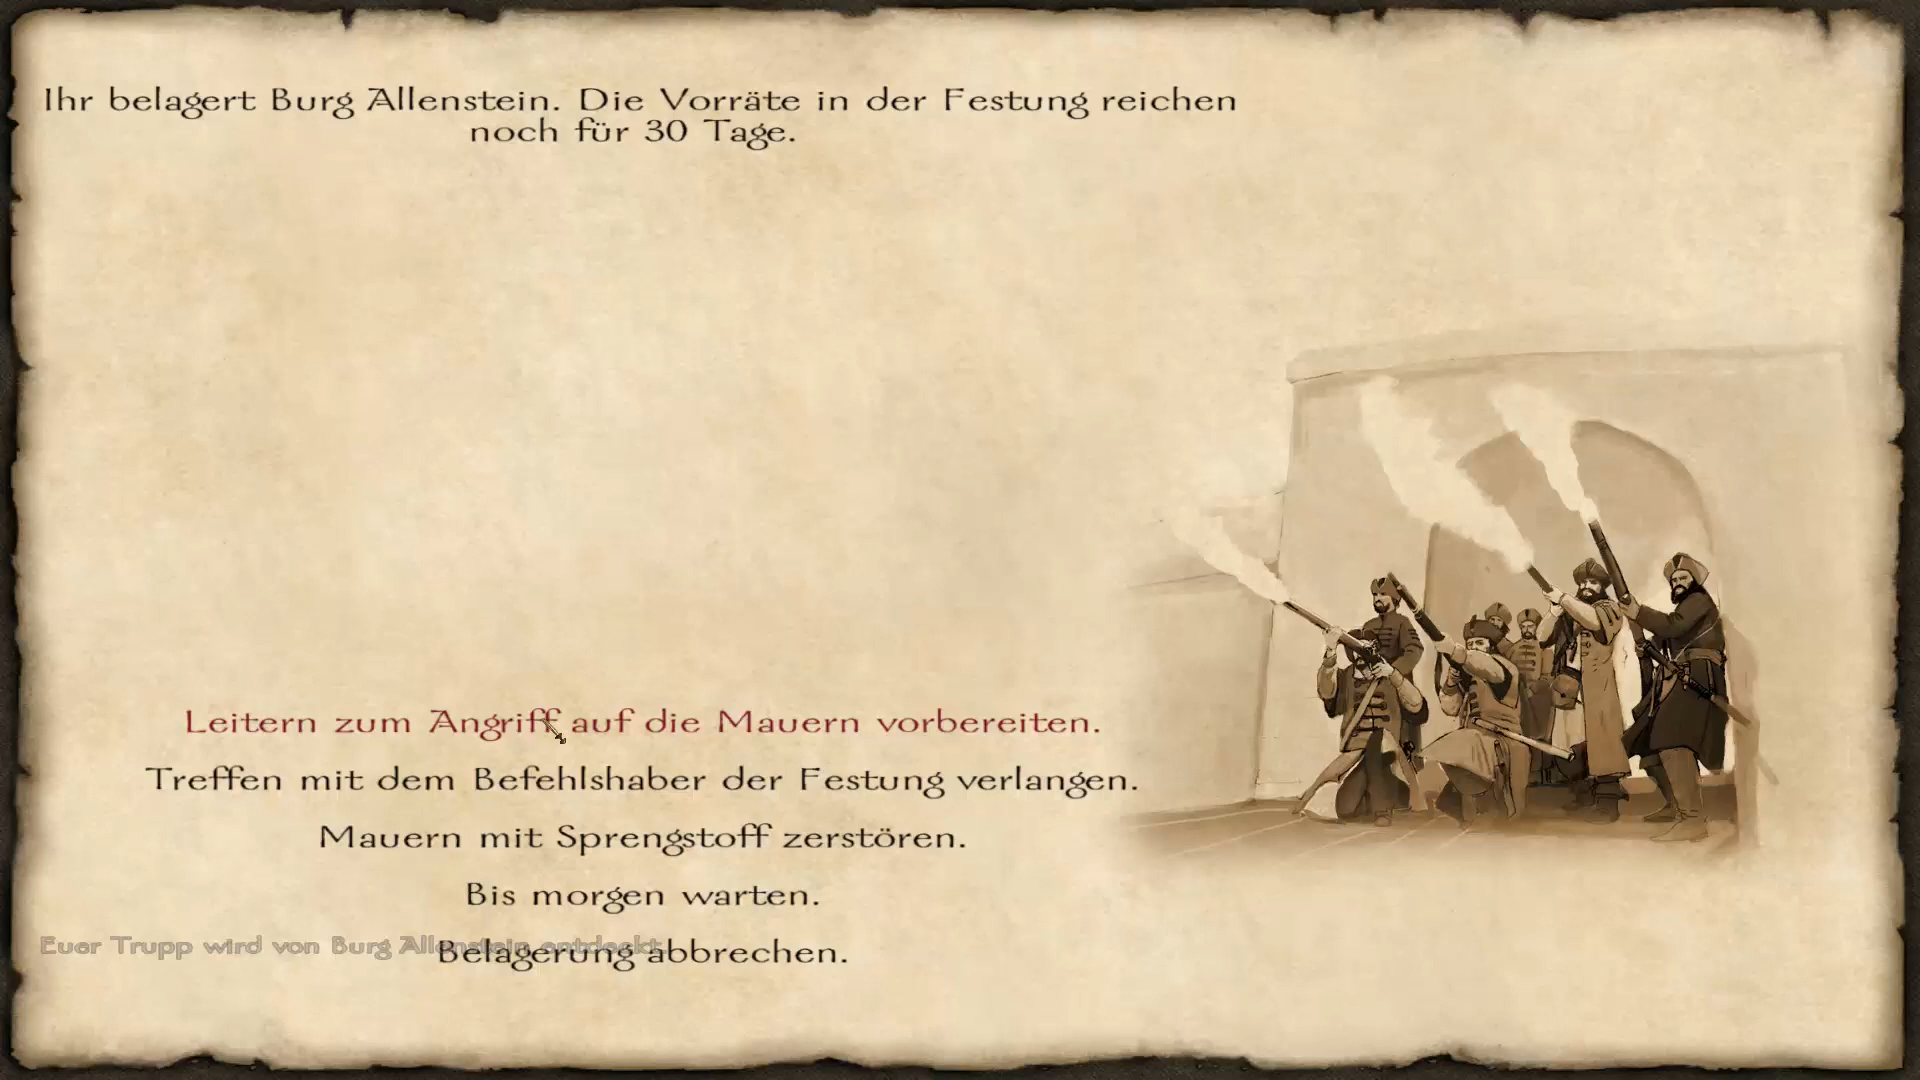 Ihr belagert Burg Allenstein. Die Vorräte in der Festung reichen
noch für 30 Tage.
Leitern zum Angriff auf die Mauern vorbereiten.
Treffen mit dem Befehlshaber der Festung verlangen.
Mauern mit Sprengstoff zerstören.
Bis morgen warten.
Euer Trupp wird von Burg Allenstein entdeckt.
Belagerung abbrechen.